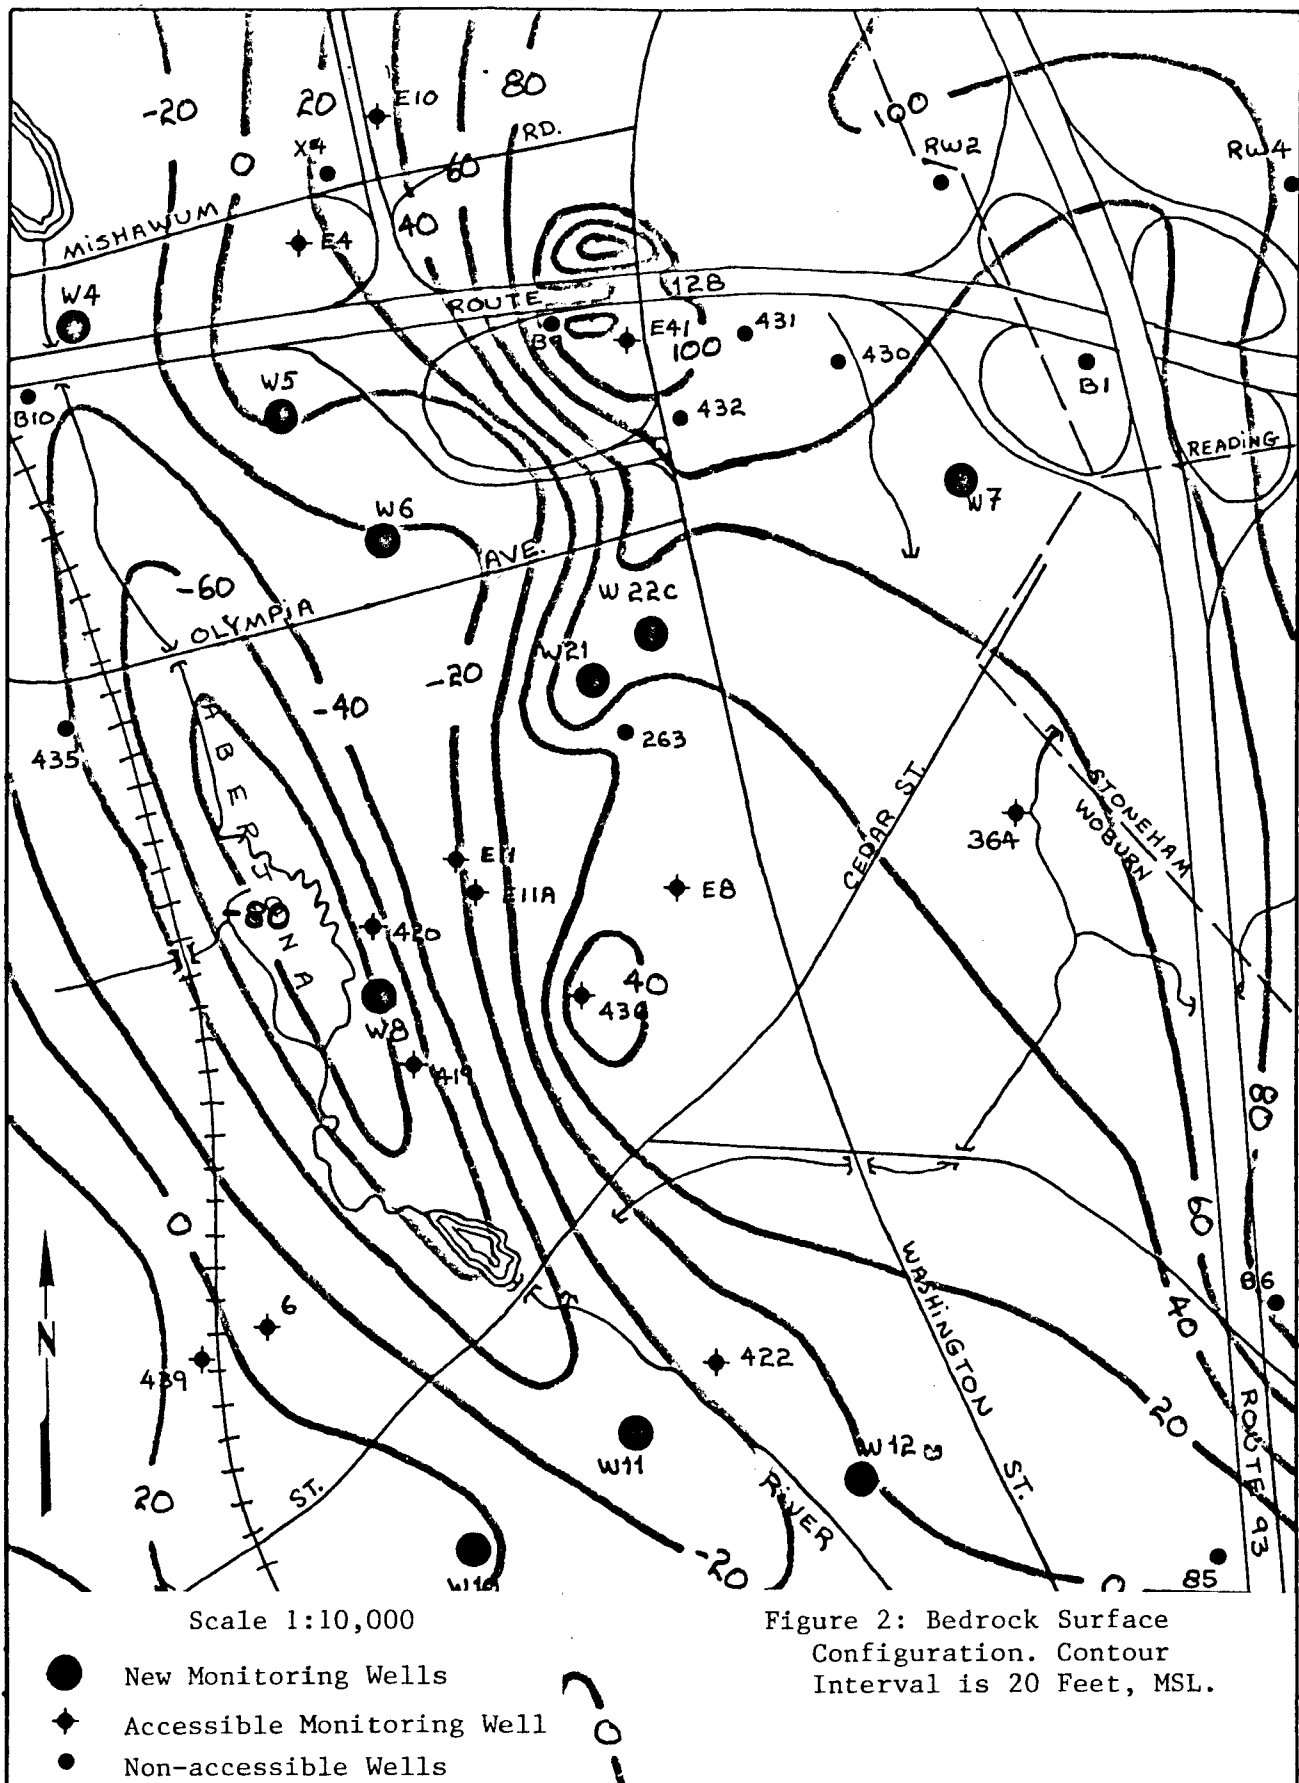 80
-20
20
E10
100
RD.
X4
0
60
RW2
RW4
MISHAWUM
40
E4
128
W4
ROUTE
B9
E41
431
100
430
W5
B1
B10
432
READING
W6
W7
AVE.
-60
W 22C
OLYMPIA
W21
-20
-40
263
435
ABERJONA
CEDAR ST.
STONEHAM
WOBURN
364
E11
E11A
E8
-80
420
40
W8
419
80
60
0
WASHINGTON ST.
B6
6
N
40
439
422
20
W12
W11
ROUTE 93
20
ST.
RIVER
-20
0
85
Scale 1:10,000
Figure 2: Bedrock Surface
Configuration. Contour
Interval is 20 Feet, MSL.
New Monitoring Wells
Accessible Monitoring Well
Non-accessible Wells
0